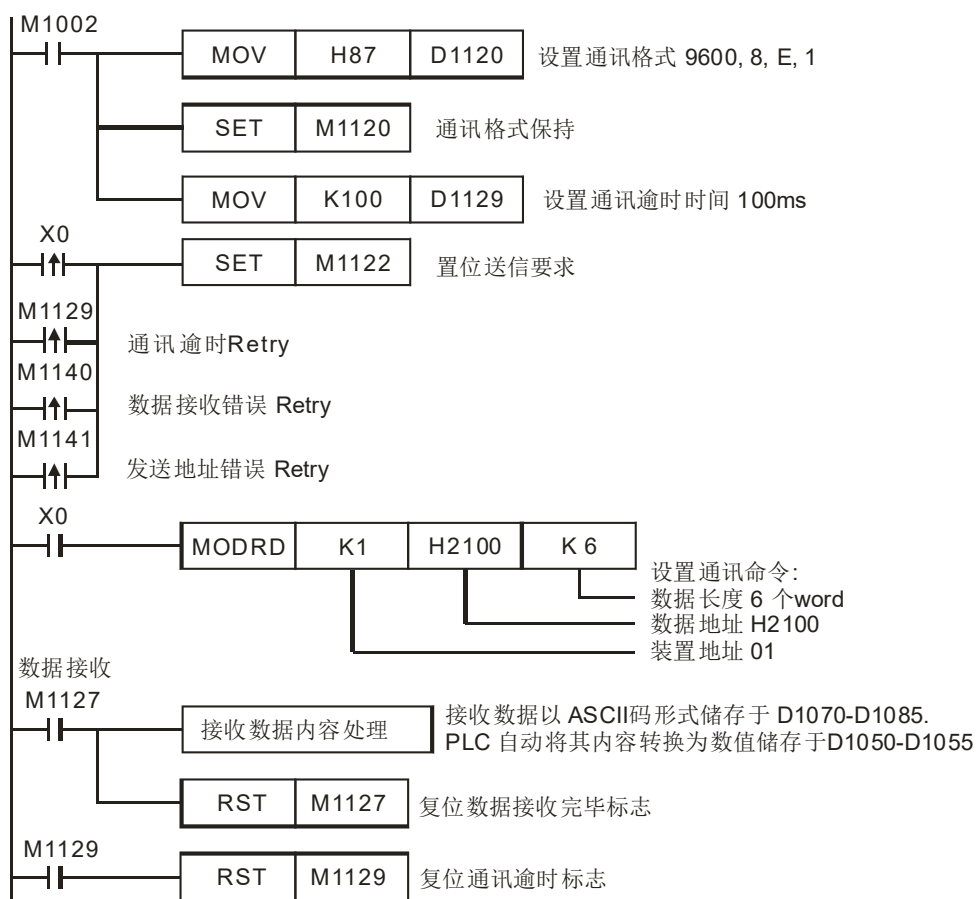 M1002
MOV H87 D1120 设置通讯格式 9600, 8, E, 1
SET M1120 通讯格式保持
MOV K100 D1129 设置通讯逾时时间 100ms
X0
SET M1122 置位送信要求
M1129
通讯逾时Retry
M1140
数据接收错误 Retry
M1141
发送地址错误 Retry
X0
MODRD K1 H2100 K 6
设置通讯命令:
数据长度 6 个word
数据地址 H2100
装置地址 01
数据接收
M1127
接收数据内容处理
接收数据以 ASCII码形式储存于 D1070-D1085.
PLC 自动将其内容转换为数值储存于D1050-D1055
RST M1127 复位数据接收完毕标志
M1129
RST M1129 复位通讯逾时标志